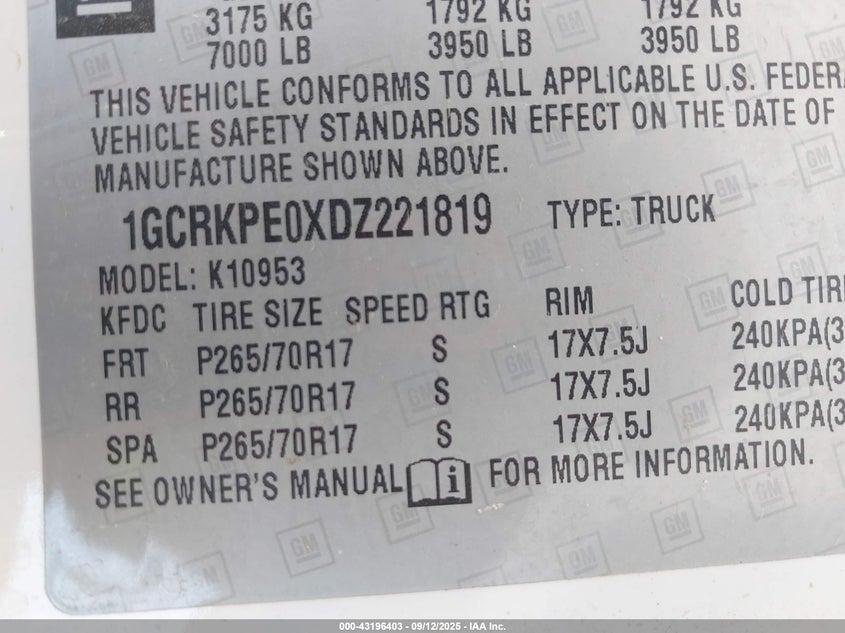 3175 KG 1792 KG 1792 KG
7000 LB 3950 LB 3950 LB
THIS VEHICLE CONFORMS TO ALL APPLICABLE U.S. FEDERA
VEHICLE SAFETY STANDARDS IN EFFECT ON THE DATE OF
MANUFACTURE SHOWN ABOVE.
1GCRKPE0XDZ221819 TYPE: TRUCK
MODEL: K10953
KFDC TIRE SIZE SPEED RTG RIM COLD TIRE
FRT P265/70R17 S 17X7.5J 240KPA(3
RR P265/70R17 S 17X7.5J 240KPA(3
SPA P265/70R17 S 17X7.5J 240KPA(3
SEE OWNER'S MANUAL i FOR MORE INFORMATION.
GM
000-43196403 - 09/12/2025 - IAA Inc.